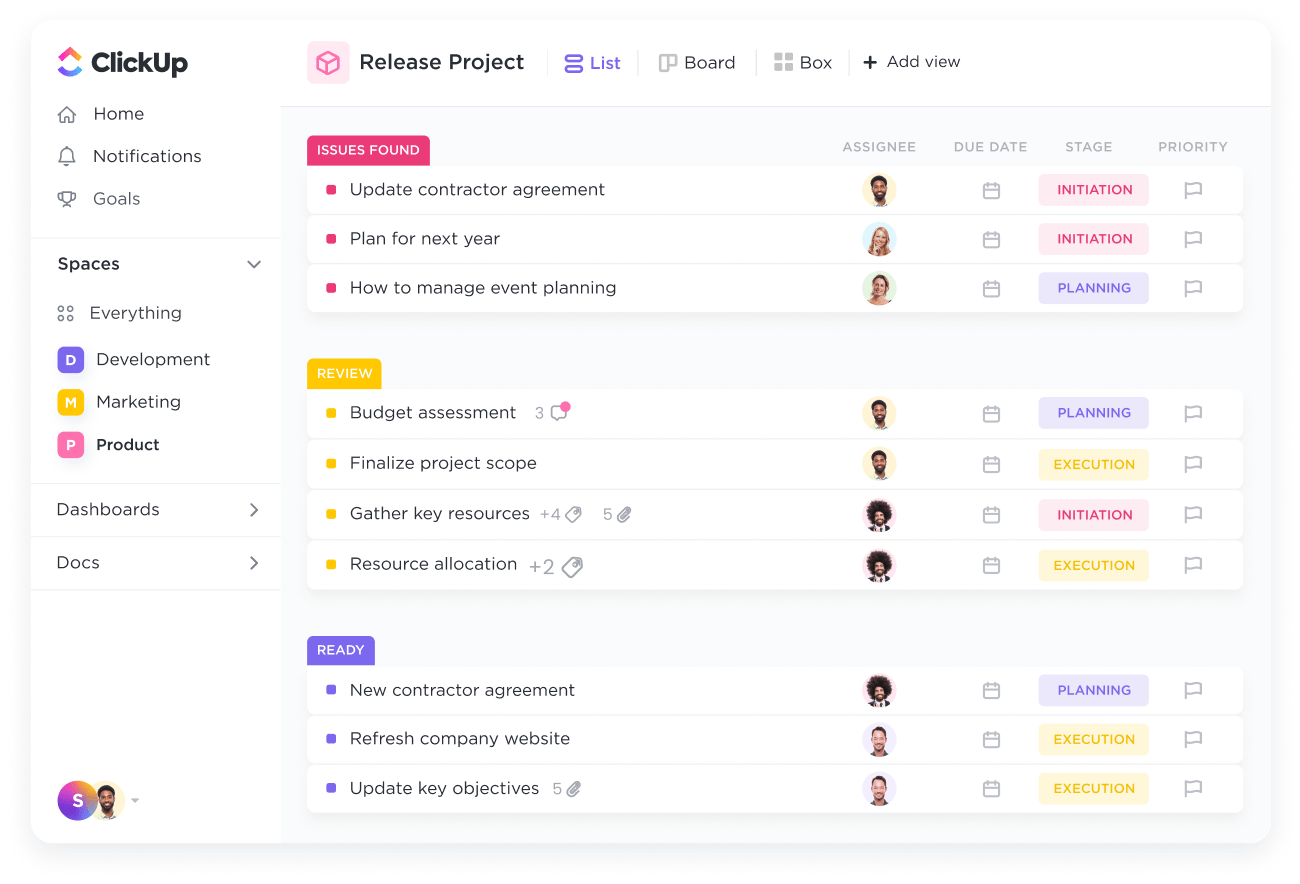 ClickUp
Home
Notifications
Goals
Spaces
Everything
D Development
M Marketing
P Product
Dashboards
Docs
S
Release Project List Board Box + Add view
ISSUES FOUND ASSIGNEE DUE DATE STAGE PRIORITY
Update contractor agreement INITIATION
Plan for next year INITIATION
How to manage event planning PLANNING
REVIEW
Budget assessment 3 PLANNING
Finalize project scope EXECUTION
Gather key resources +4 5 INITIATION
Resource allocation +2 EXECUTION
READY
New contractor agreement PLANNING
Refresh company website EXECUTION
Update key objectives 5 EXECUTION